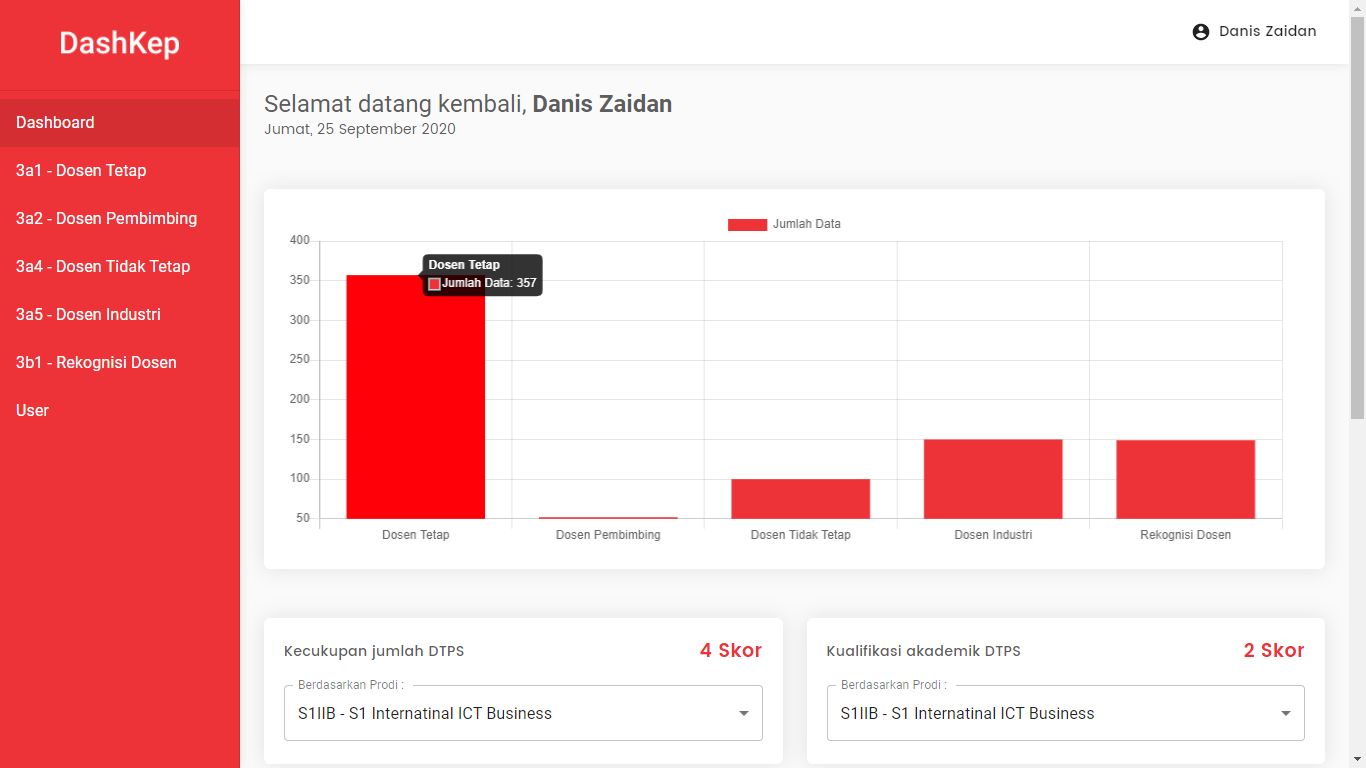 DashKep
Danis Zaidan
Dashboard
3a1 - Dosen Tetap
3a2 - Dosen Pembimbing
3a4 - Dosen Tidak Tetap
3a5 - Dosen Industri
3b1 - Rekognisi Dosen
User
Selamat datang kembali, Danis Zaidan
Jumat, 25 September 2020
Jumlah Data
400
350
300
250
200
150
100
50
Dosen Tetap
Jumlah Data: 357
Dosen Tetap
Dosen Pembimbing
Dosen Tidak Tetap
Dosen Industri
Rekognisi Dosen
Kecukupan jumlah DTPS
4 Skor
Berdasarkan Prodi :
S1IIB - S1 Internatinal ICT Business
Kualifikasi akademik DTPS
2 Skor
Berdasarkan Prodi :
S1IIB - S1 Internatinal ICT Business